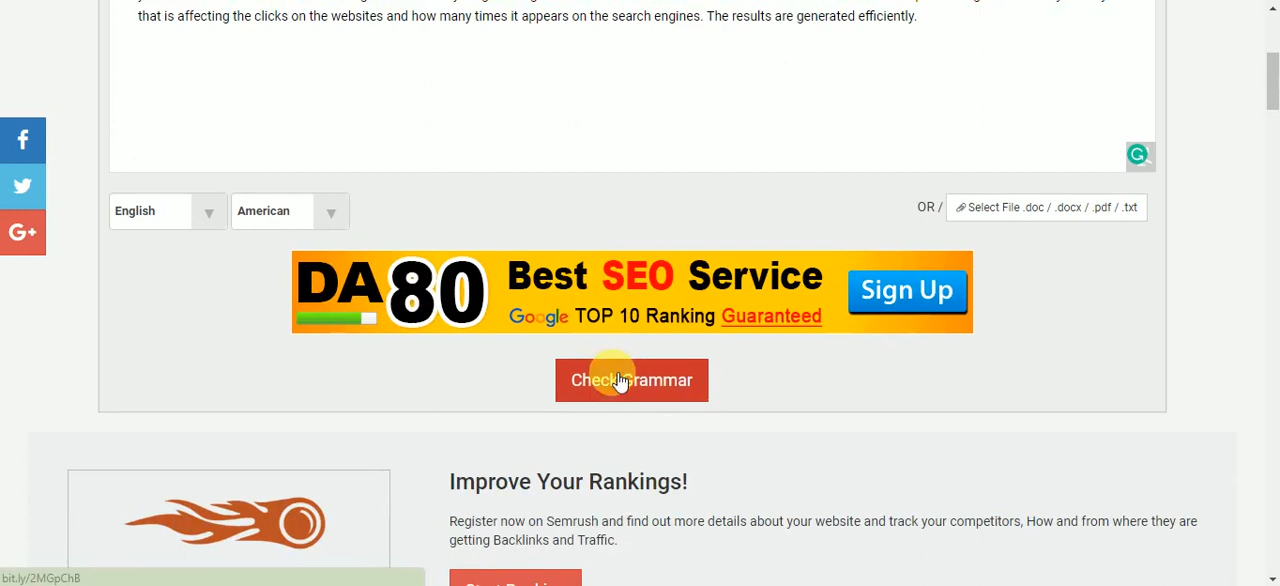 that is affecting the clicks on the websites and how many times it appears on the search engines. The results are generated efficiently.
f
G
English
American
OR /
Select File .doc / .docx / .pdf / .txt
G+
DA 80
Best SEO Service
Google TOP 10 Ranking Guaranteed
Sign Up
Check Grammar
Improve Your Rankings!
Register now on Semrush and find out more details about your website and track your competitors, How and from where they are
getting Backlinks and Traffic.
bit.ly/2MGpChB